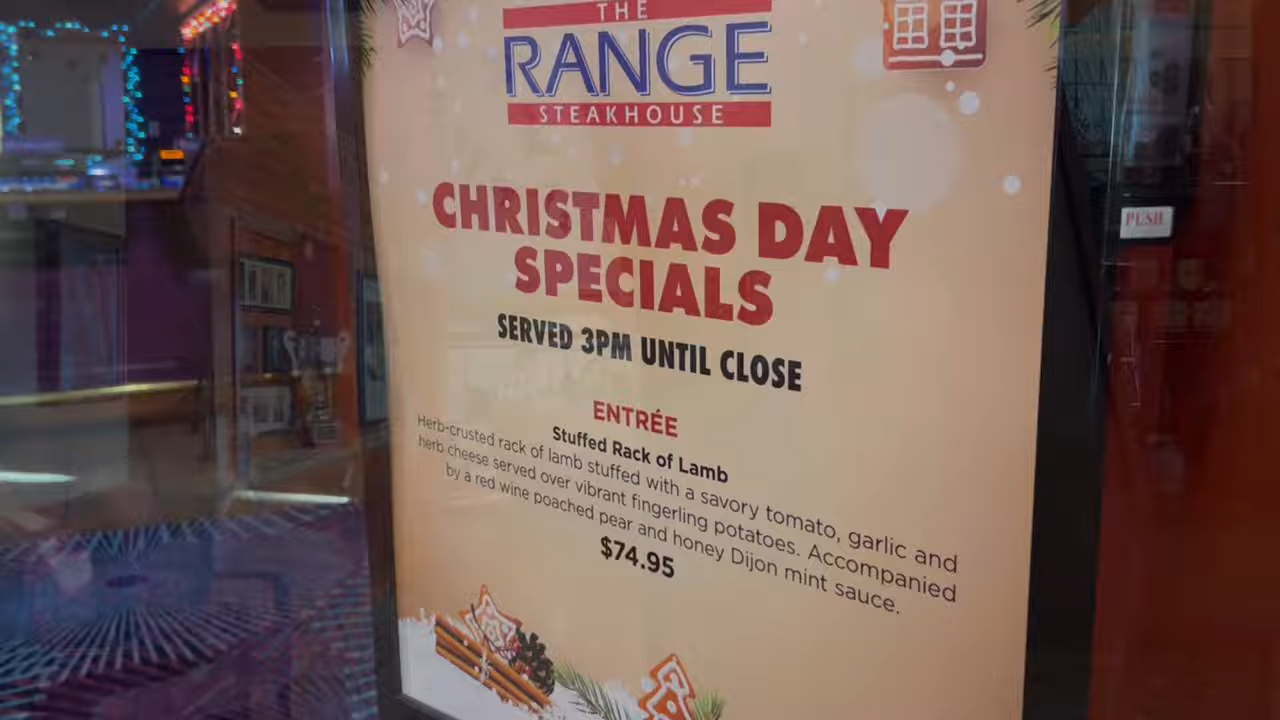 THE
RANGE
STEAKHOUSE
CHRISTMAS DAY
SPECIALS
SERVED 3PM UNTIL CLOSE
ENTRÉE
Stuffed Rack of Lamb
Herb-crusted rack of lamb stuffed with a savory tomato, garlic and
herb cheese served over vibrant fingerling potatoes. Accompanied
by a red wine poached pear and honey Dijon mint sauce.
$74.95
PUSH